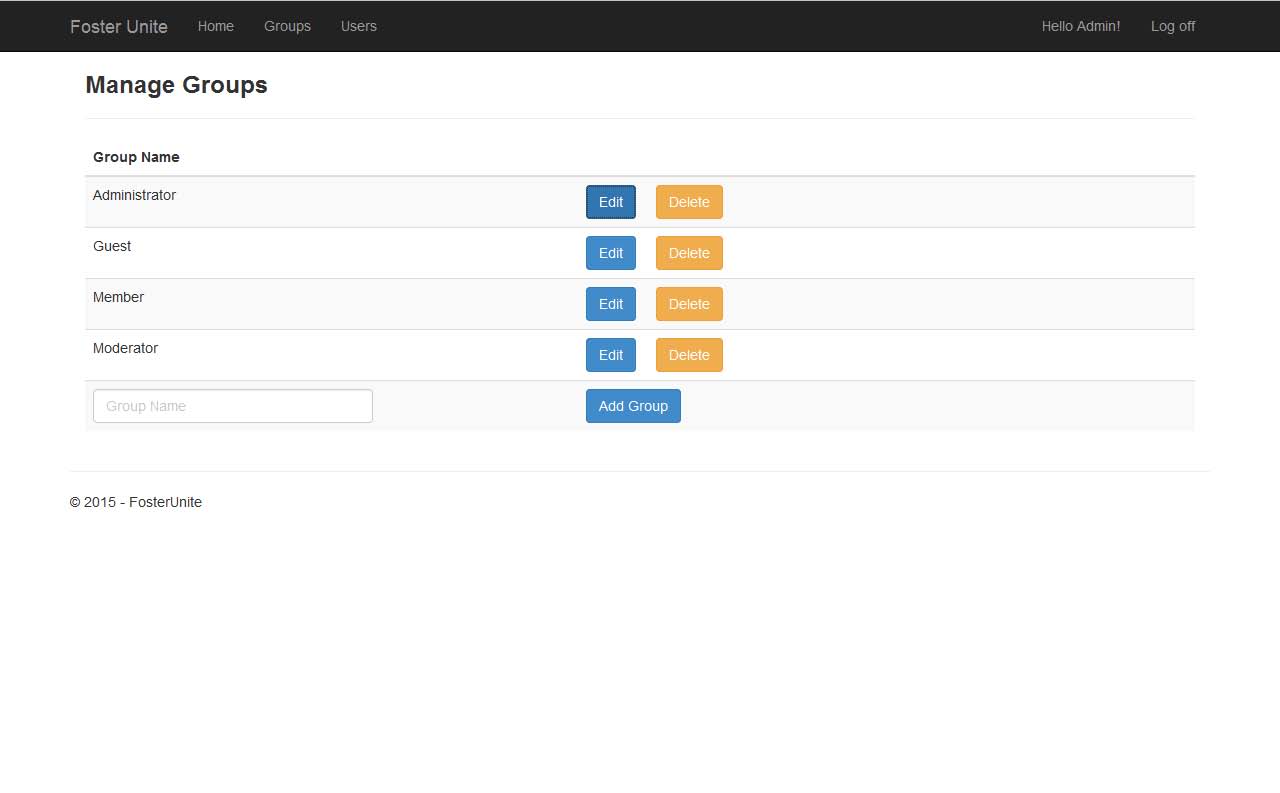 Foster Unite Home Groups Users Hello Admin! Log off
Manage Groups
Group Name
Administrator Edit Delete
Guest Edit Delete
Member Edit Delete
Moderator Edit Delete
Group Name Add Group
© 2015 - FosterUnite